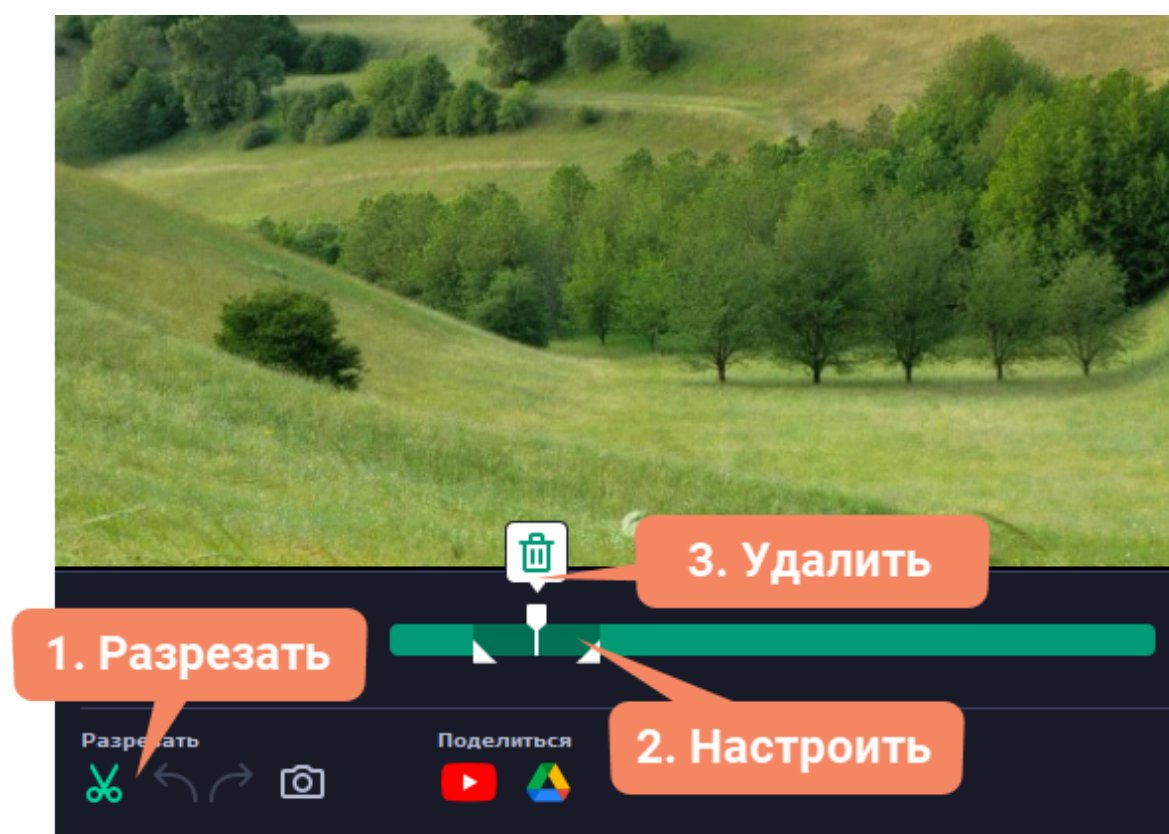 3. Удалить
1. Разрезать
2. Настроить
Разрезать
Поделиться